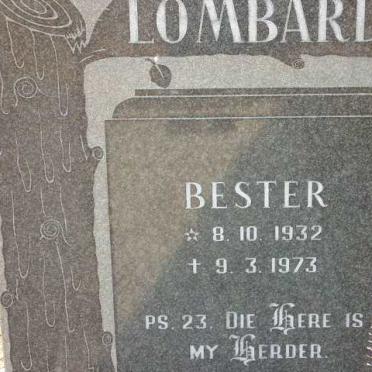 LOMBARD
BESTER
☆ 8. 10. 1932
✝ 9. 3. 1973
PS. 23. DIE HERE IS
MY HERDER.